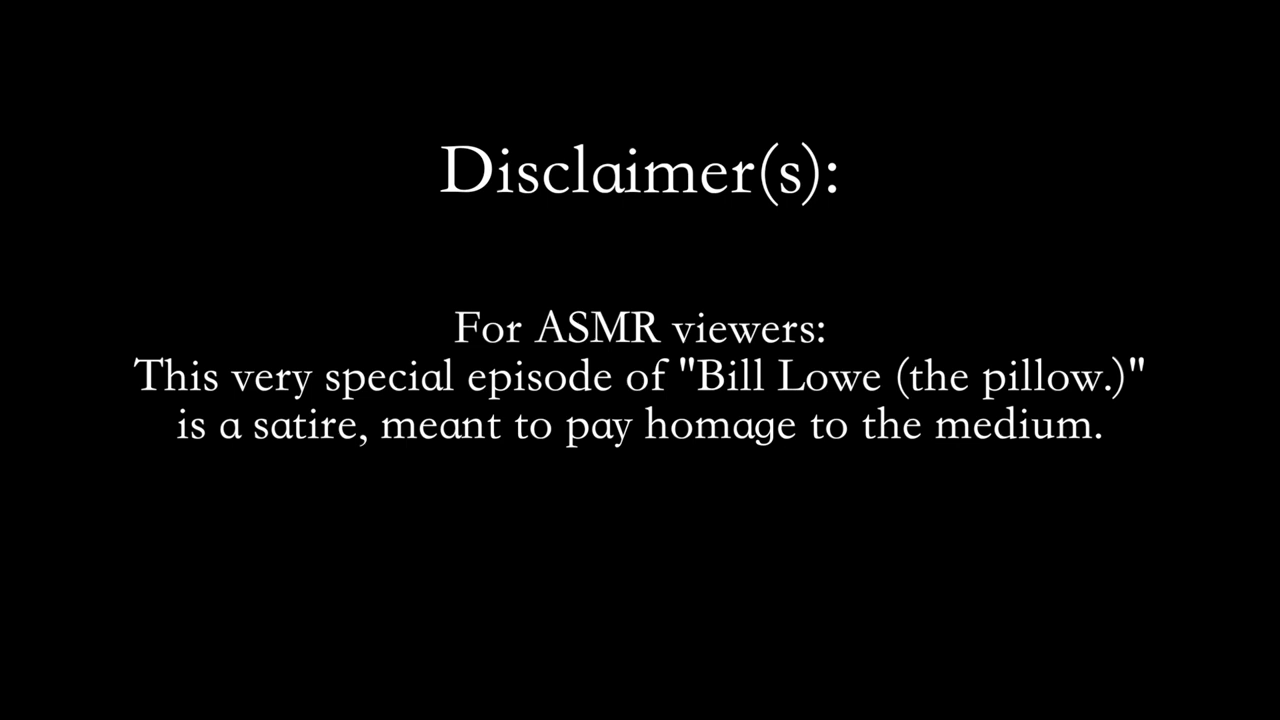 Disclaimer(s):
For ASMR viewers:
This very special episode of "Bill Lowe (the pillow.)"
is a satire, meant to pay homage to the medium.